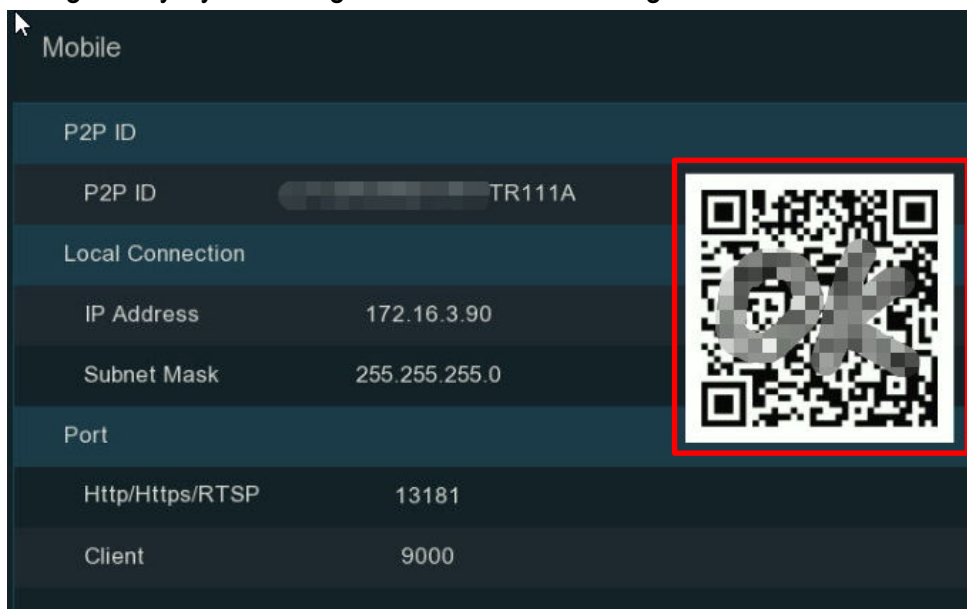 Mobile
P2P ID
P2P ID TR111A
Local Connection
IP Address 172.16.3.90
Subnet Mask 255.255.255.0
OK
Port
Http/Https/RTSP 13181
Client 9000